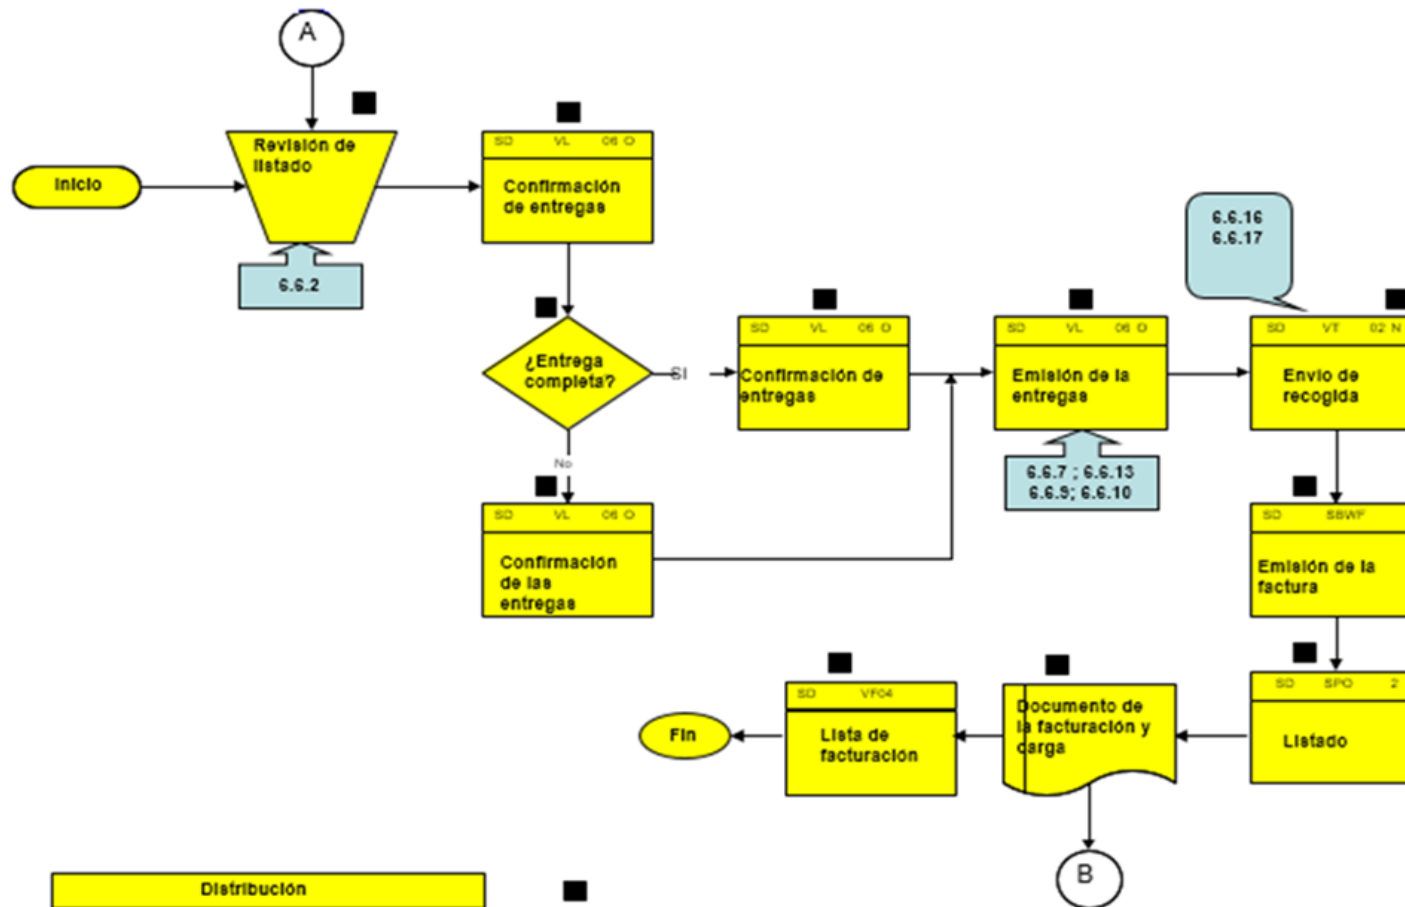 A
Revisión de
listado
Inicio
6.6.2
SD VL 06 O
Confirmación
de entregas
6.6.16
6.6.17
¿Entrega
completa?
SI
No
SD VL 06 O
Confirmación de
entregas
SD VL 06 O
Emisión de la
entregas
6.6.7 ; 6.6.13
6.6.9; 6.6.10
SD VT 02 N
Envio de
recogida
SD VL 06 O
Confirmación
de las
entregas
SD SBWF
Emisión de la
factura
SD SPO 2
Listado
Documento de
la facturación y
carga
SD VF04
Lista de
facturación
Fin
B
Distribución